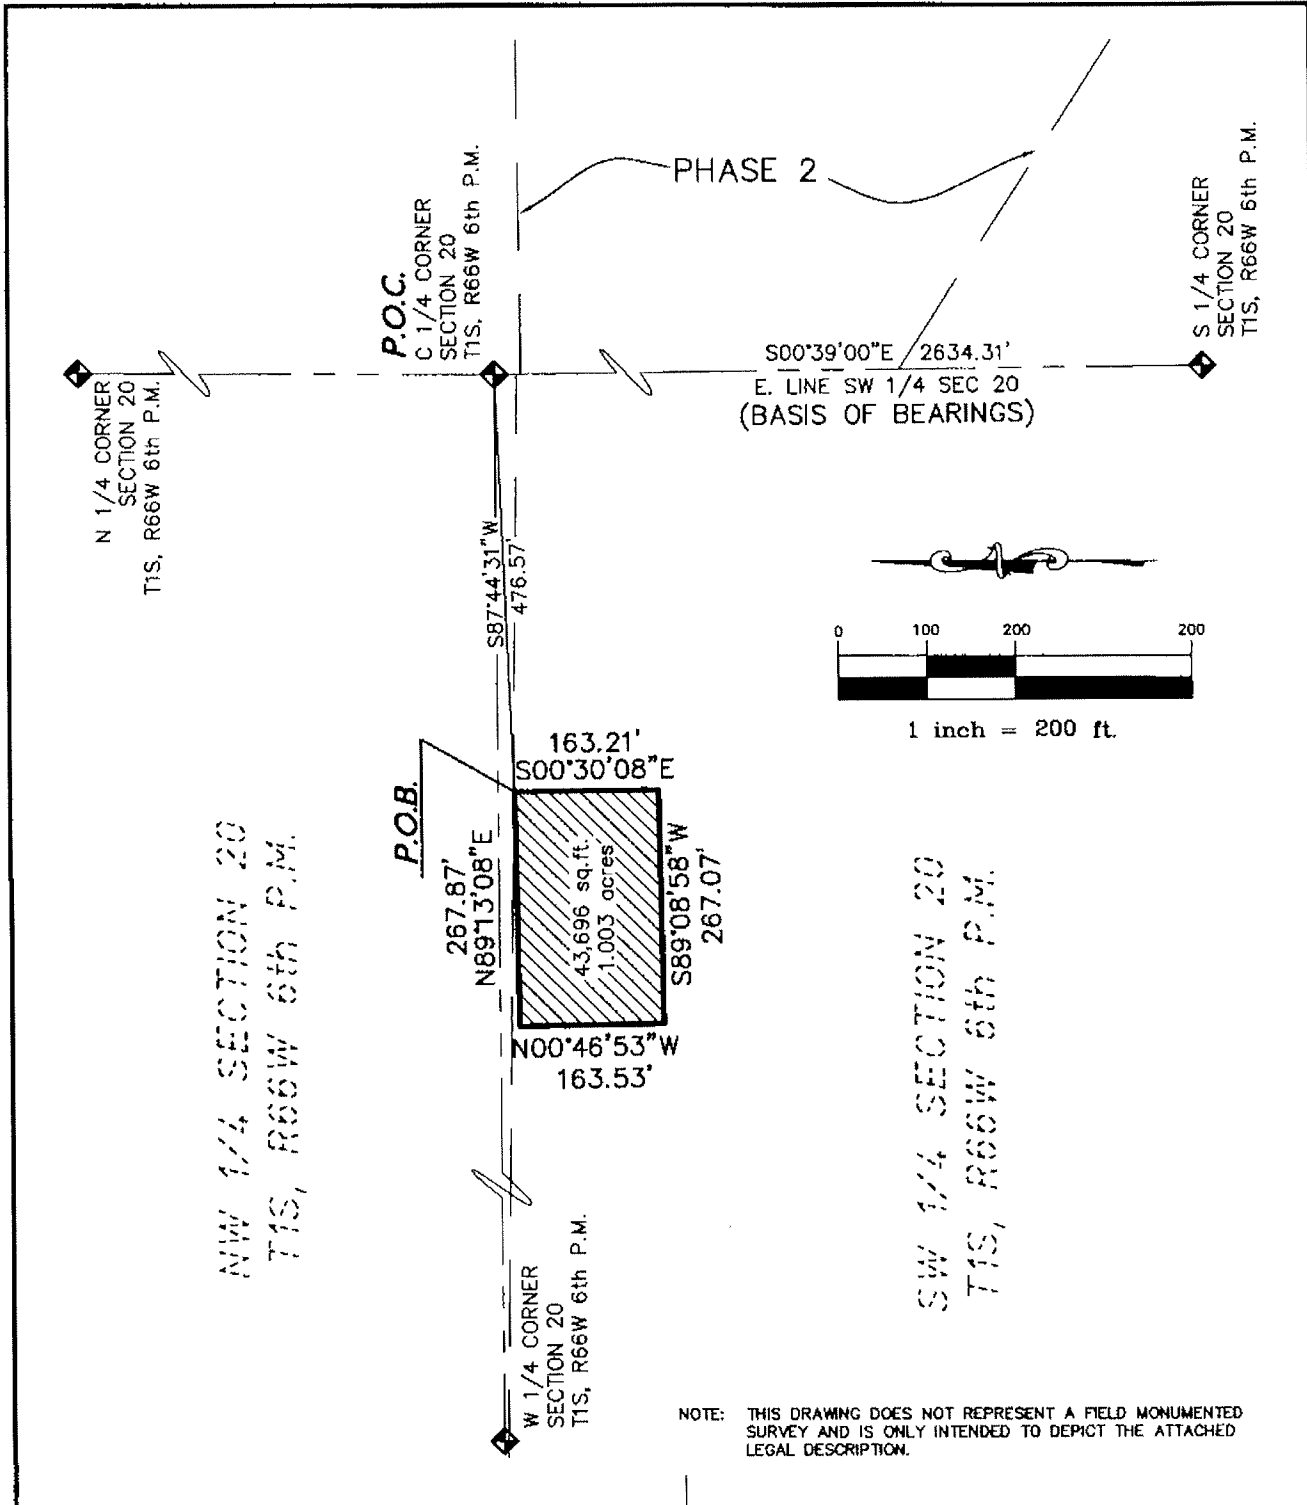 PHASE 2
P.O.C.
C 1/4 CORNER
SECTION 20
T1S, R66W 6th P.M.
S 1/4 CORNER
SECTION 20
T1S, R66W 6th P.M.
N 1/4 CORNER
SECTION 20
T1S, R66W 6th P.M.
S00°39'00"E 2634.31'
E. LINE SW 1/4 SEC 20
(BASIS OF BEARINGS)
S87°44'31"W
476.57'
0 100 200 200
1 inch = 200 ft.
163.21'
S00°30'08"E
P.O.B.
267.87'
N89°13'08"E
43,696 sq.ft.
1.003 acres
S89°08'58"W
267.07'
N00°46'53"W
163.53'
NW 1/4 SECTION 20
T1S, R66W 6th P.M.
SW 1/4 SECTION 20
T1S, R66W 6th P.M.
W 1/4 CORNER
SECTION 20
T1S, R66W 6th P.M.
NOTE: THIS DRAWING DOES NOT REPRESENT A FIELD MONUMENTED
SURVEY AND IS ONLY INTENDED TO DEPICT THE ATTACHED
LEGAL DESCRIPTION.